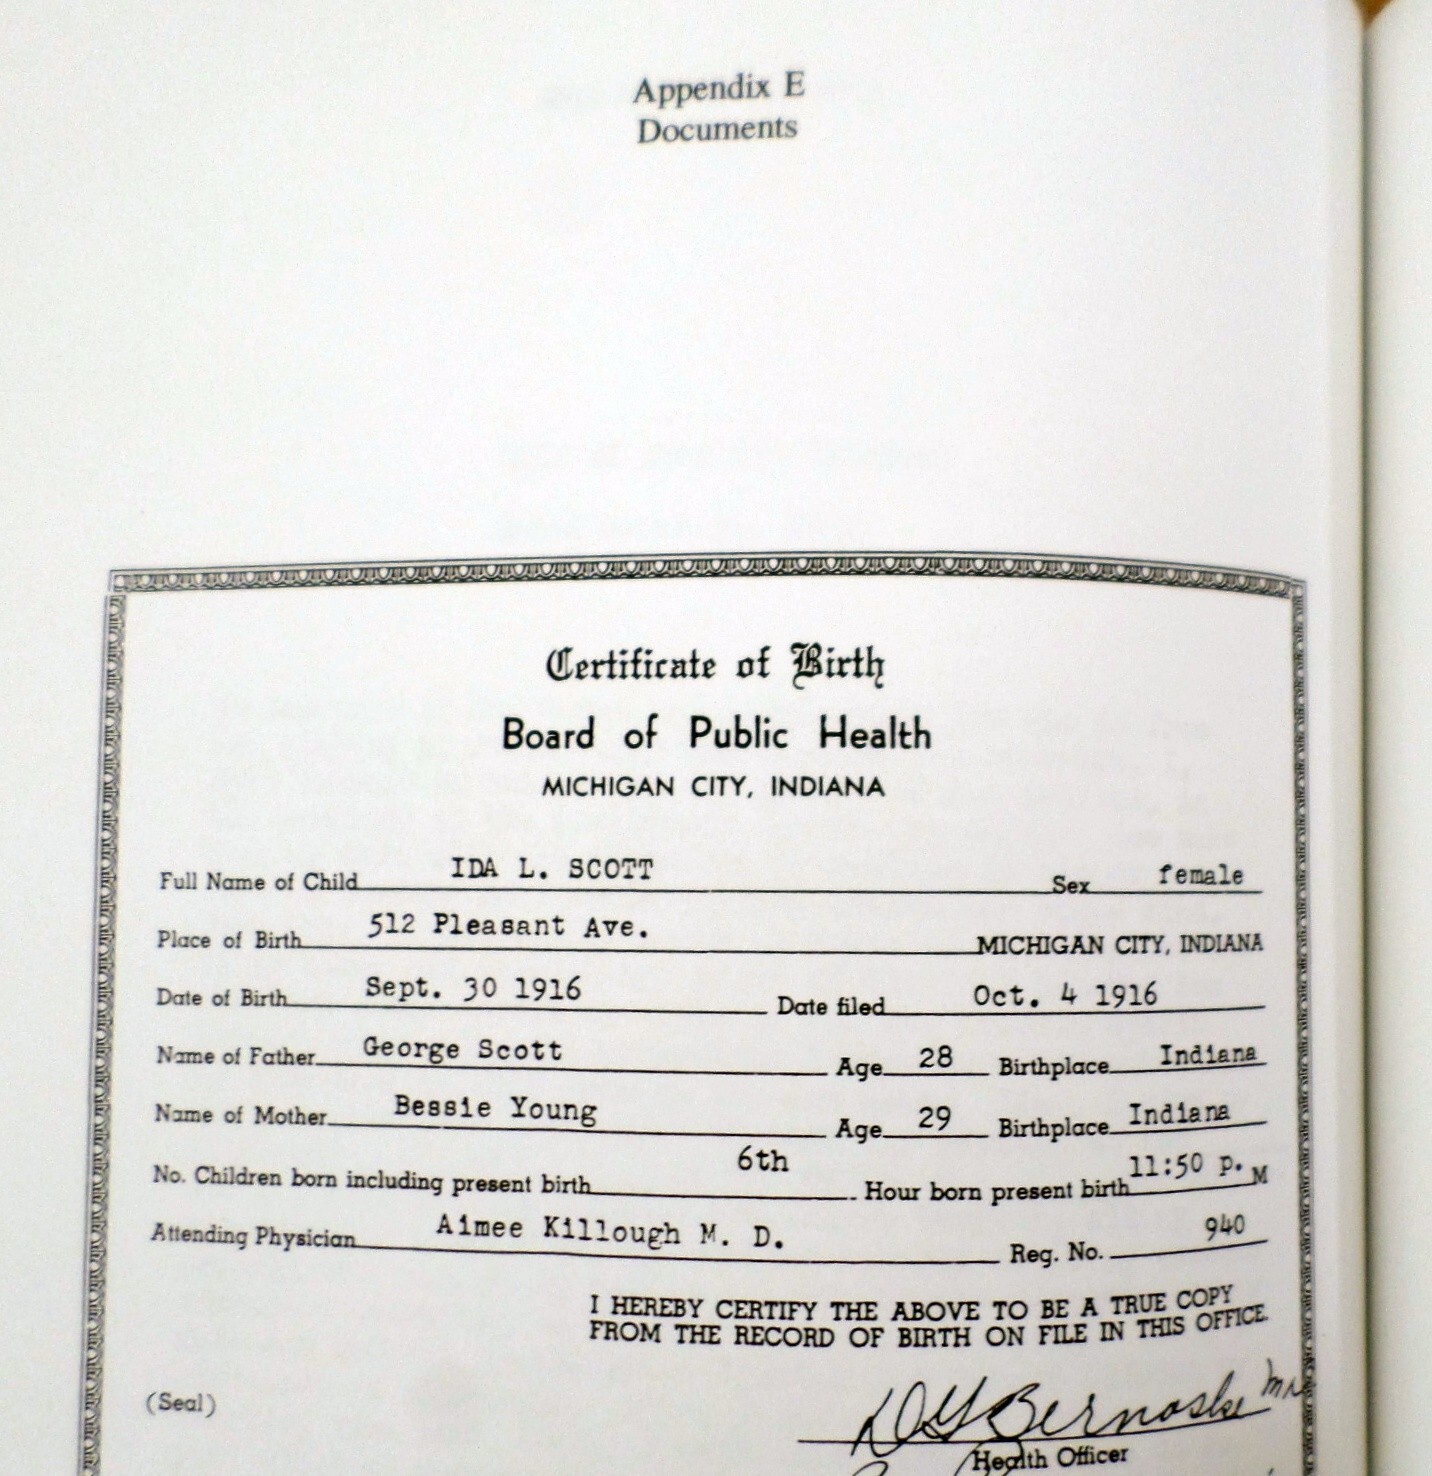 Appendix E
Documents
Certificate of Birth
Board of Public Health
MICHIGAN CITY, INDIANA
Full Name of Child IDA L. SCOTT Sex female
Place of Birth 512 Pleasant Ave. MICHIGAN CITY, INDIANA
Date of Birth Sept. 30 1916 Date filed Oct. 4 1916
Name of Father George Scott Age 28 Birthplace Indiana
Name of Mother Bessie Young Age 29 Birthplace Indiana
No. Children born including present birth 6th Hour born present birth 11:50 p. M
Attending Physician Aimee Killough M. D. Reg. No. 940
I HEREBY CERTIFY THE ABOVE TO BE A TRUE COPY
FROM THE RECORD OF BIRTH ON FILE IN THIS OFFICE.
(Seal)
Bernoske
Health Officer